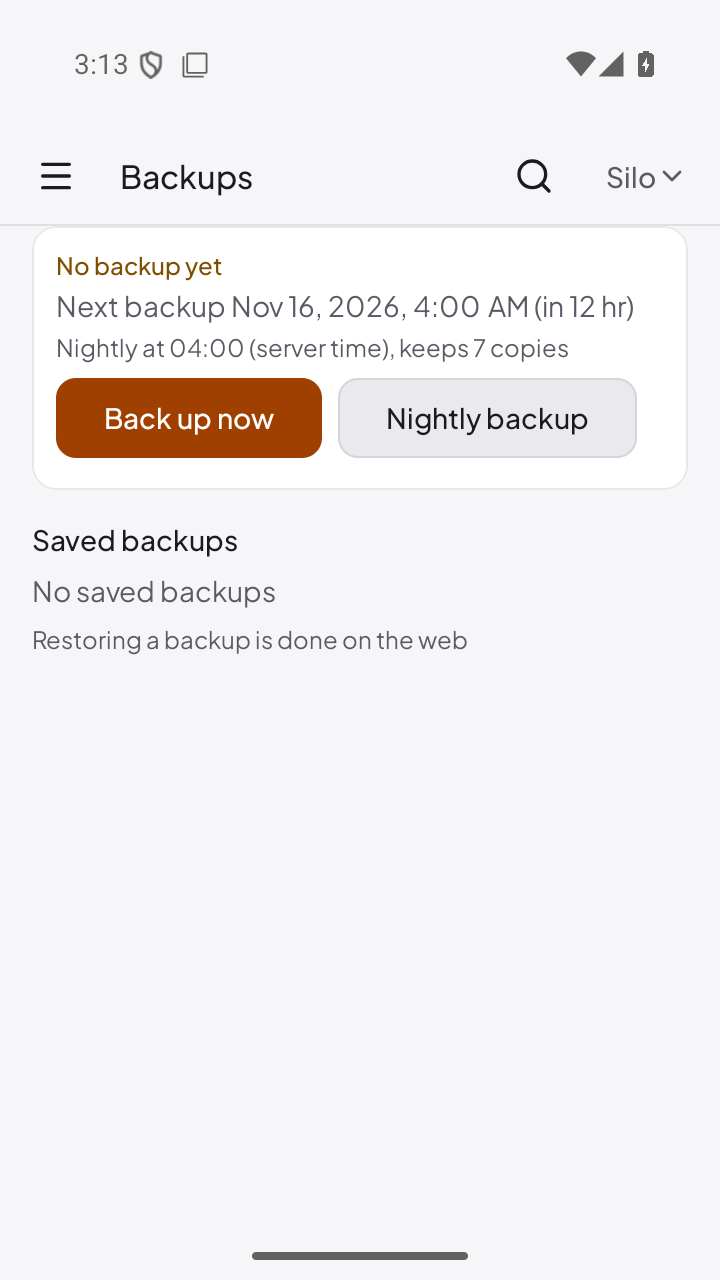 3:13
Backups
Silo
No backup yet
Next backup Nov 16, 2026, 4:00 AM (in 12 hr)
Nightly at 04:00 (server time), keeps 7 copies
Back up now
Nightly backup
Saved backups
No saved backups
Restoring a backup is done on the web